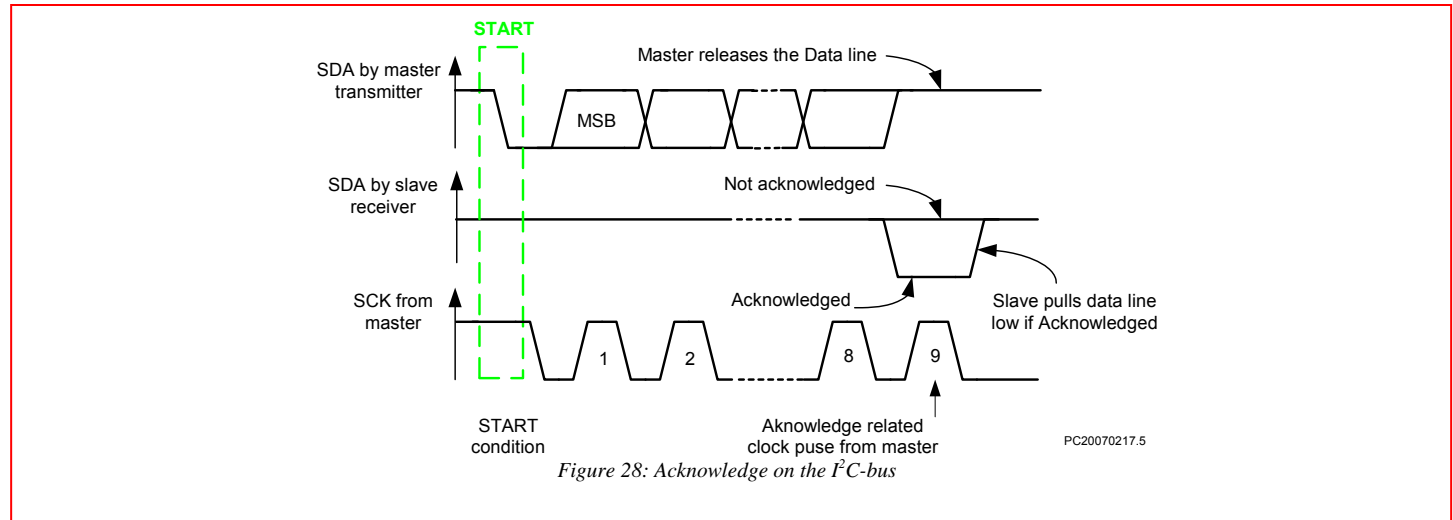 START
Master releases the Data line
SDA by master
transmitter
MSB
SDA by slave
receiver
Not acknowledged
SCK from
master
Acknowledged
Slave pulls data line
low if Acknowledged
1
2
8
9
START
condition
Aknowledge related
clock puse from master
PC20070217.5
Figure 28: Acknowledge on the I²C-bus